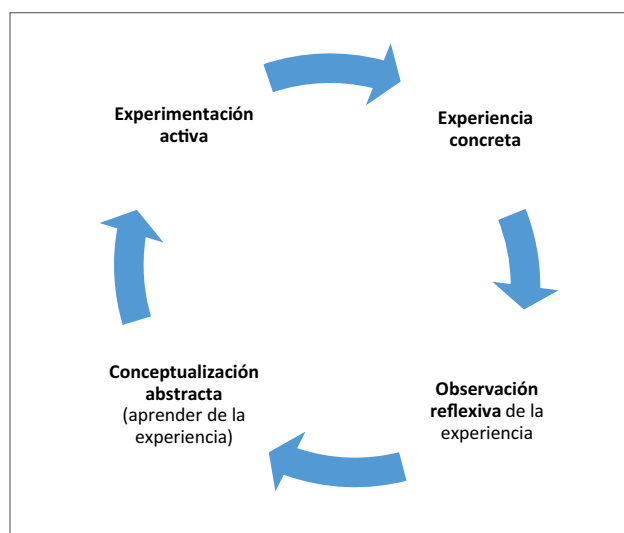 Experimentación
activa
Experiencia
concreta
Conceptualización
abstracta
(aprender de la
experiencia)
Observación
reflexiva de la
experiencia